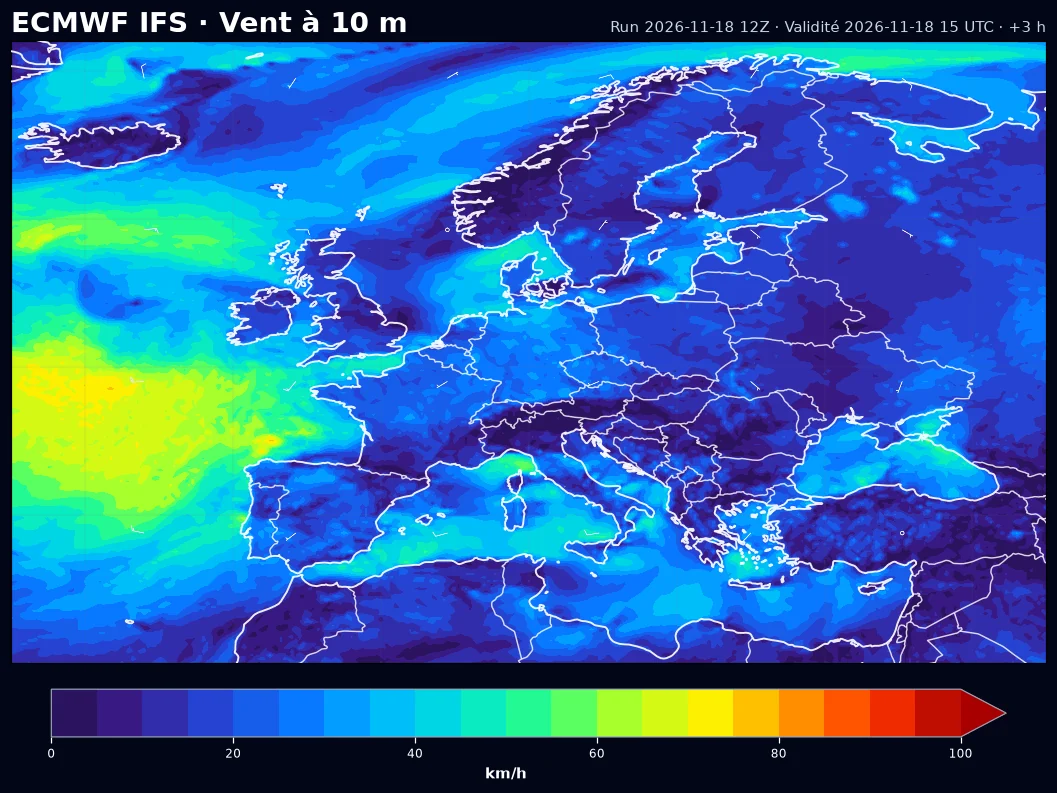 ECMWF IFS · Vent à 10 m
Run 2026-11-18 12Z · Validité 2026-11-18 15 UTC · +3 h
0 20 40 60 80 100
km/h